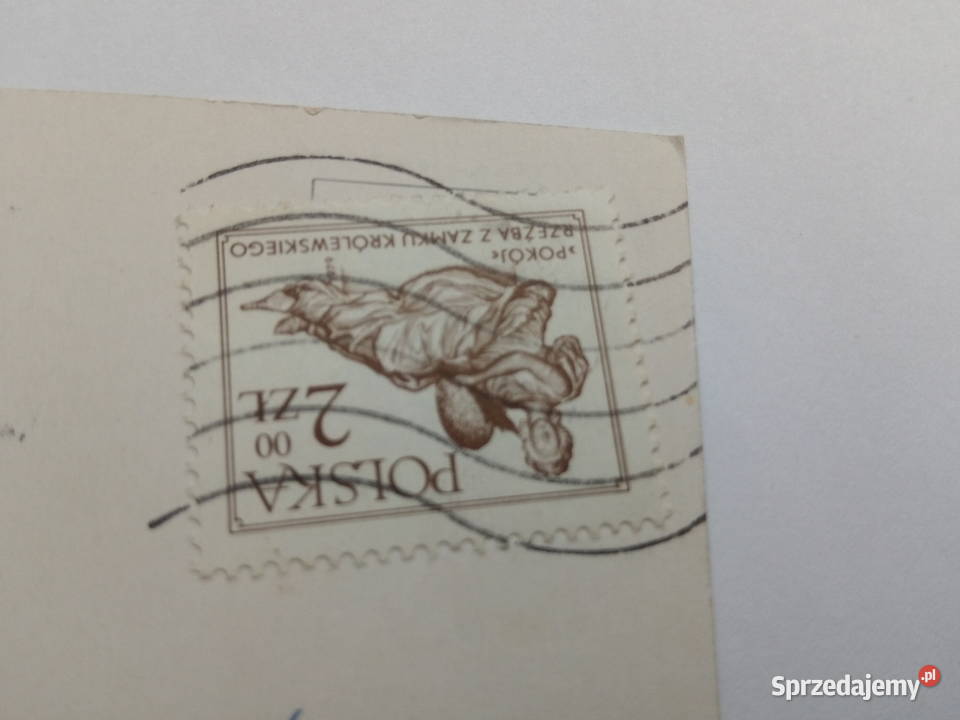 POLSKA
2 00 ZŁ
»POKÓJ«
RZEŹBA Z ZAMKU KRÓLEWSKIEGO
Sprzedajemy.pl